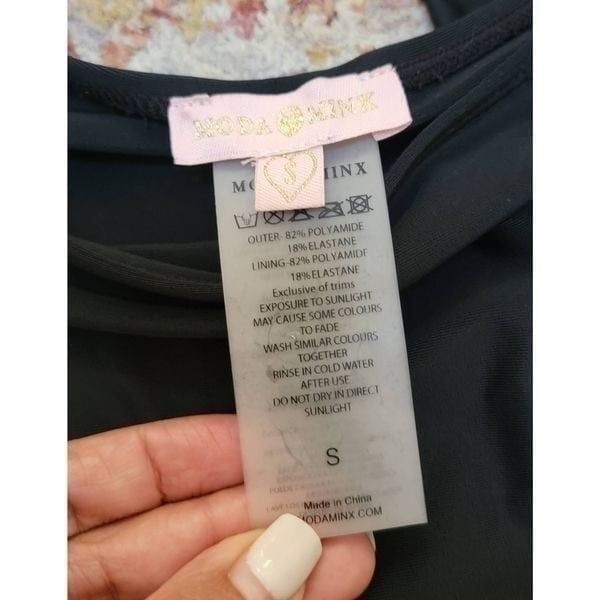 MODA MINX
S
MO INX
OUTER- 82% POLYAMIDE
18% ELASTANE
LINING -82% POLYAMIDE
18% ELASTANE
Exclusive of trims
EXPOSURE TO SUNLIGHT
MAY CAUSE SOME COLOURS
TO FADE
WASH SIMILAR COLOURS
TOGETHER
RINSE IN COLD WATER
AFTER USE
DO NOT DRY IN DIRECT
SUNLIGHT
S
Made in China
MODAMINX.COM